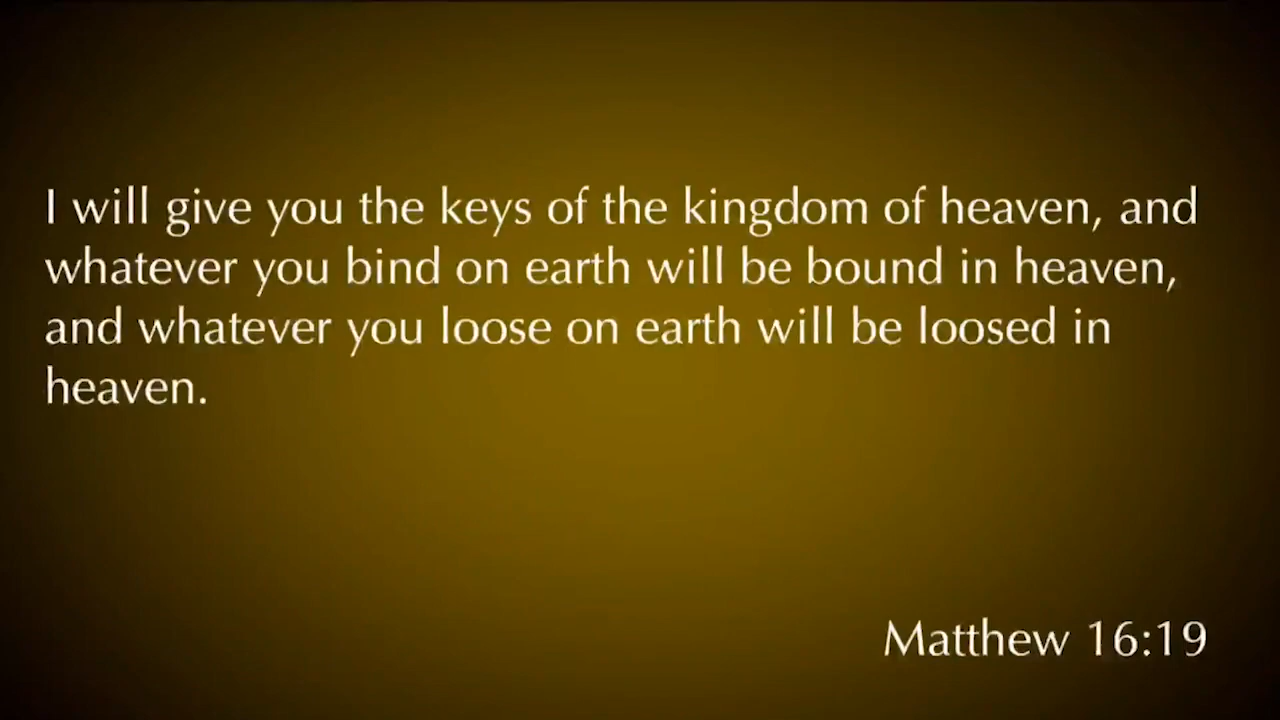 I will give you the keys of the kingdom of heaven, and
whatever you bind on earth will be bound in heaven,
and whatever you loose on earth will be loosed in
heaven.
Matthew 16:19